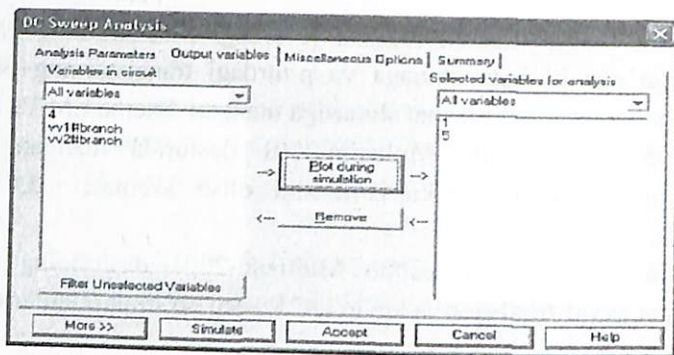 DC Sweep Analysis
Analysis Parameters Output variables Miscellaneous Options Summary
Variables in circuit
All variables
4
vv1#branch
vv2#branch
Filter Unselected Variables
Plot during
simulation
Remove
Selected variables for analysis
All variables
1
5
More >> Simulate Accept Cancel Help